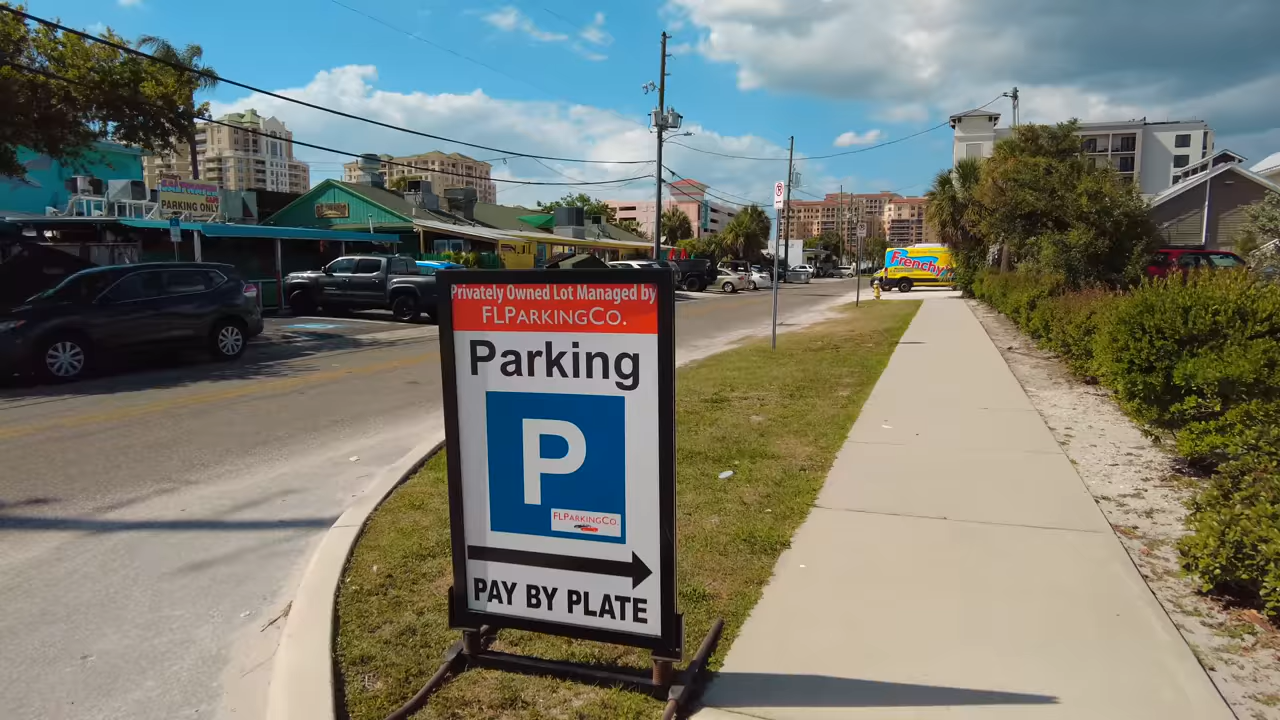 PARKING ONLY
Frenchy's
Privately Owned Lot Managed by
FLParkingCo.
Parking
P
FLParkingCo.
PAY BY PLATE